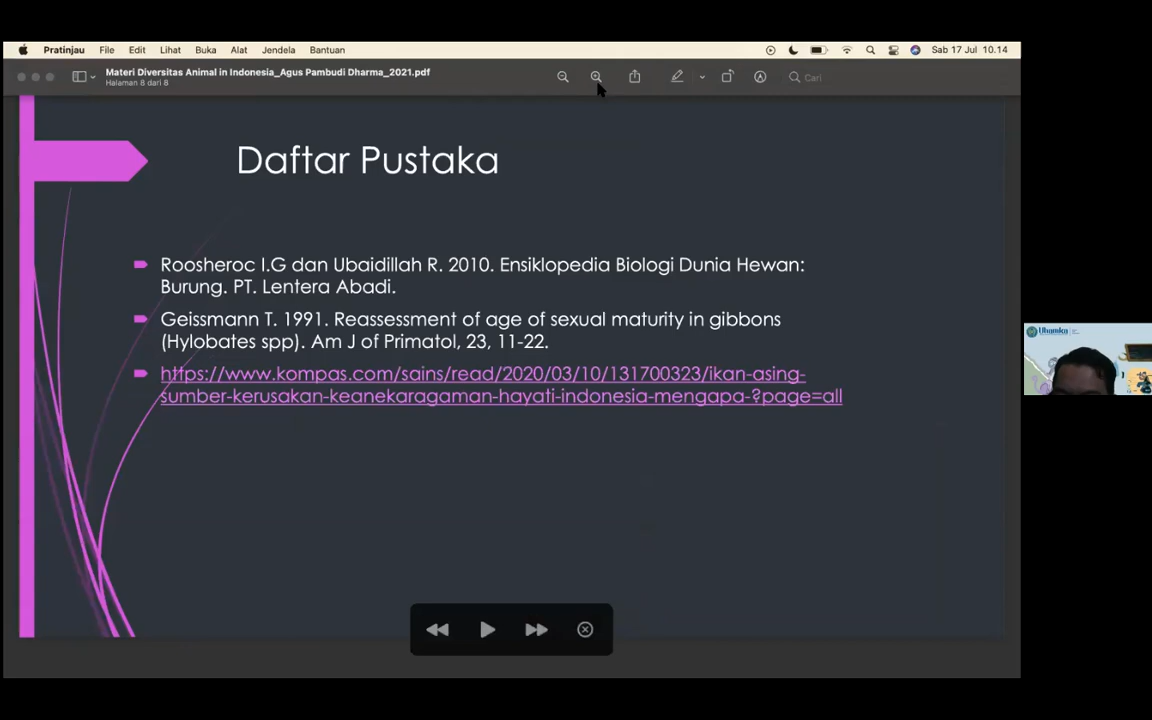 Pratinjau File Edit Lihat Buka Alat Jendela Bantuan Sab 17 Jul 10.14
Materi Diversitas Animal in Indonesia_Agus Pambudi Dharma_2021.pdf
Halaman 8 dari 8
Cari
Daftar Pustaka
Roosheroc I.G dan Ubaidillah R. 2010. Ensiklopedia Biologi Dunia Hewan:
Burung. PT. Lentera Abadi.
Geissmann T. 1991. Reassessment of age of sexual maturity in gibbons
(Hylobates spp). Am J of Primatol, 23, 11-22.
https://www.kompas.com/sains/read/2020/03/10/131700323/ikan-asing-
sumber-kerusakan-keanekaragaman-hayati-indonesia-mengapa-?page=all
Uhamka